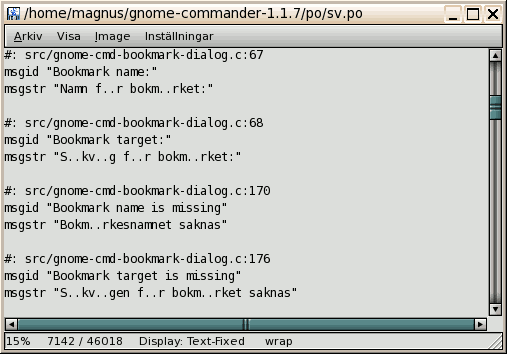 /home/magnus/gnome-commander-1.1.7/po/sv.po
Arkiv Visa Image Inställningar
#: src/gnome-cmd-bookmark-dialog.c:67
msgid "Bookmark name:"
msgstr "Namn f..r bokm..rket:"
#: src/gnome-cmd-bookmark-dialog.c:68
msgid "Bookmark target:"
msgstr "S..kv..g f..r bokm..rket:"
#: src/gnome-cmd-bookmark-dialog.c:170
msgid "Bookmark name is missing"
msgstr "Bokm..rkesnamnet saknas"
#: src/gnome-cmd-bookmark-dialog.c:176
msgid "Bookmark target is missing"
msgstr "S..kv..gen f..r bokm..rket saknas"
15% 7142 / 46018 Display: Text-Fixed wrap